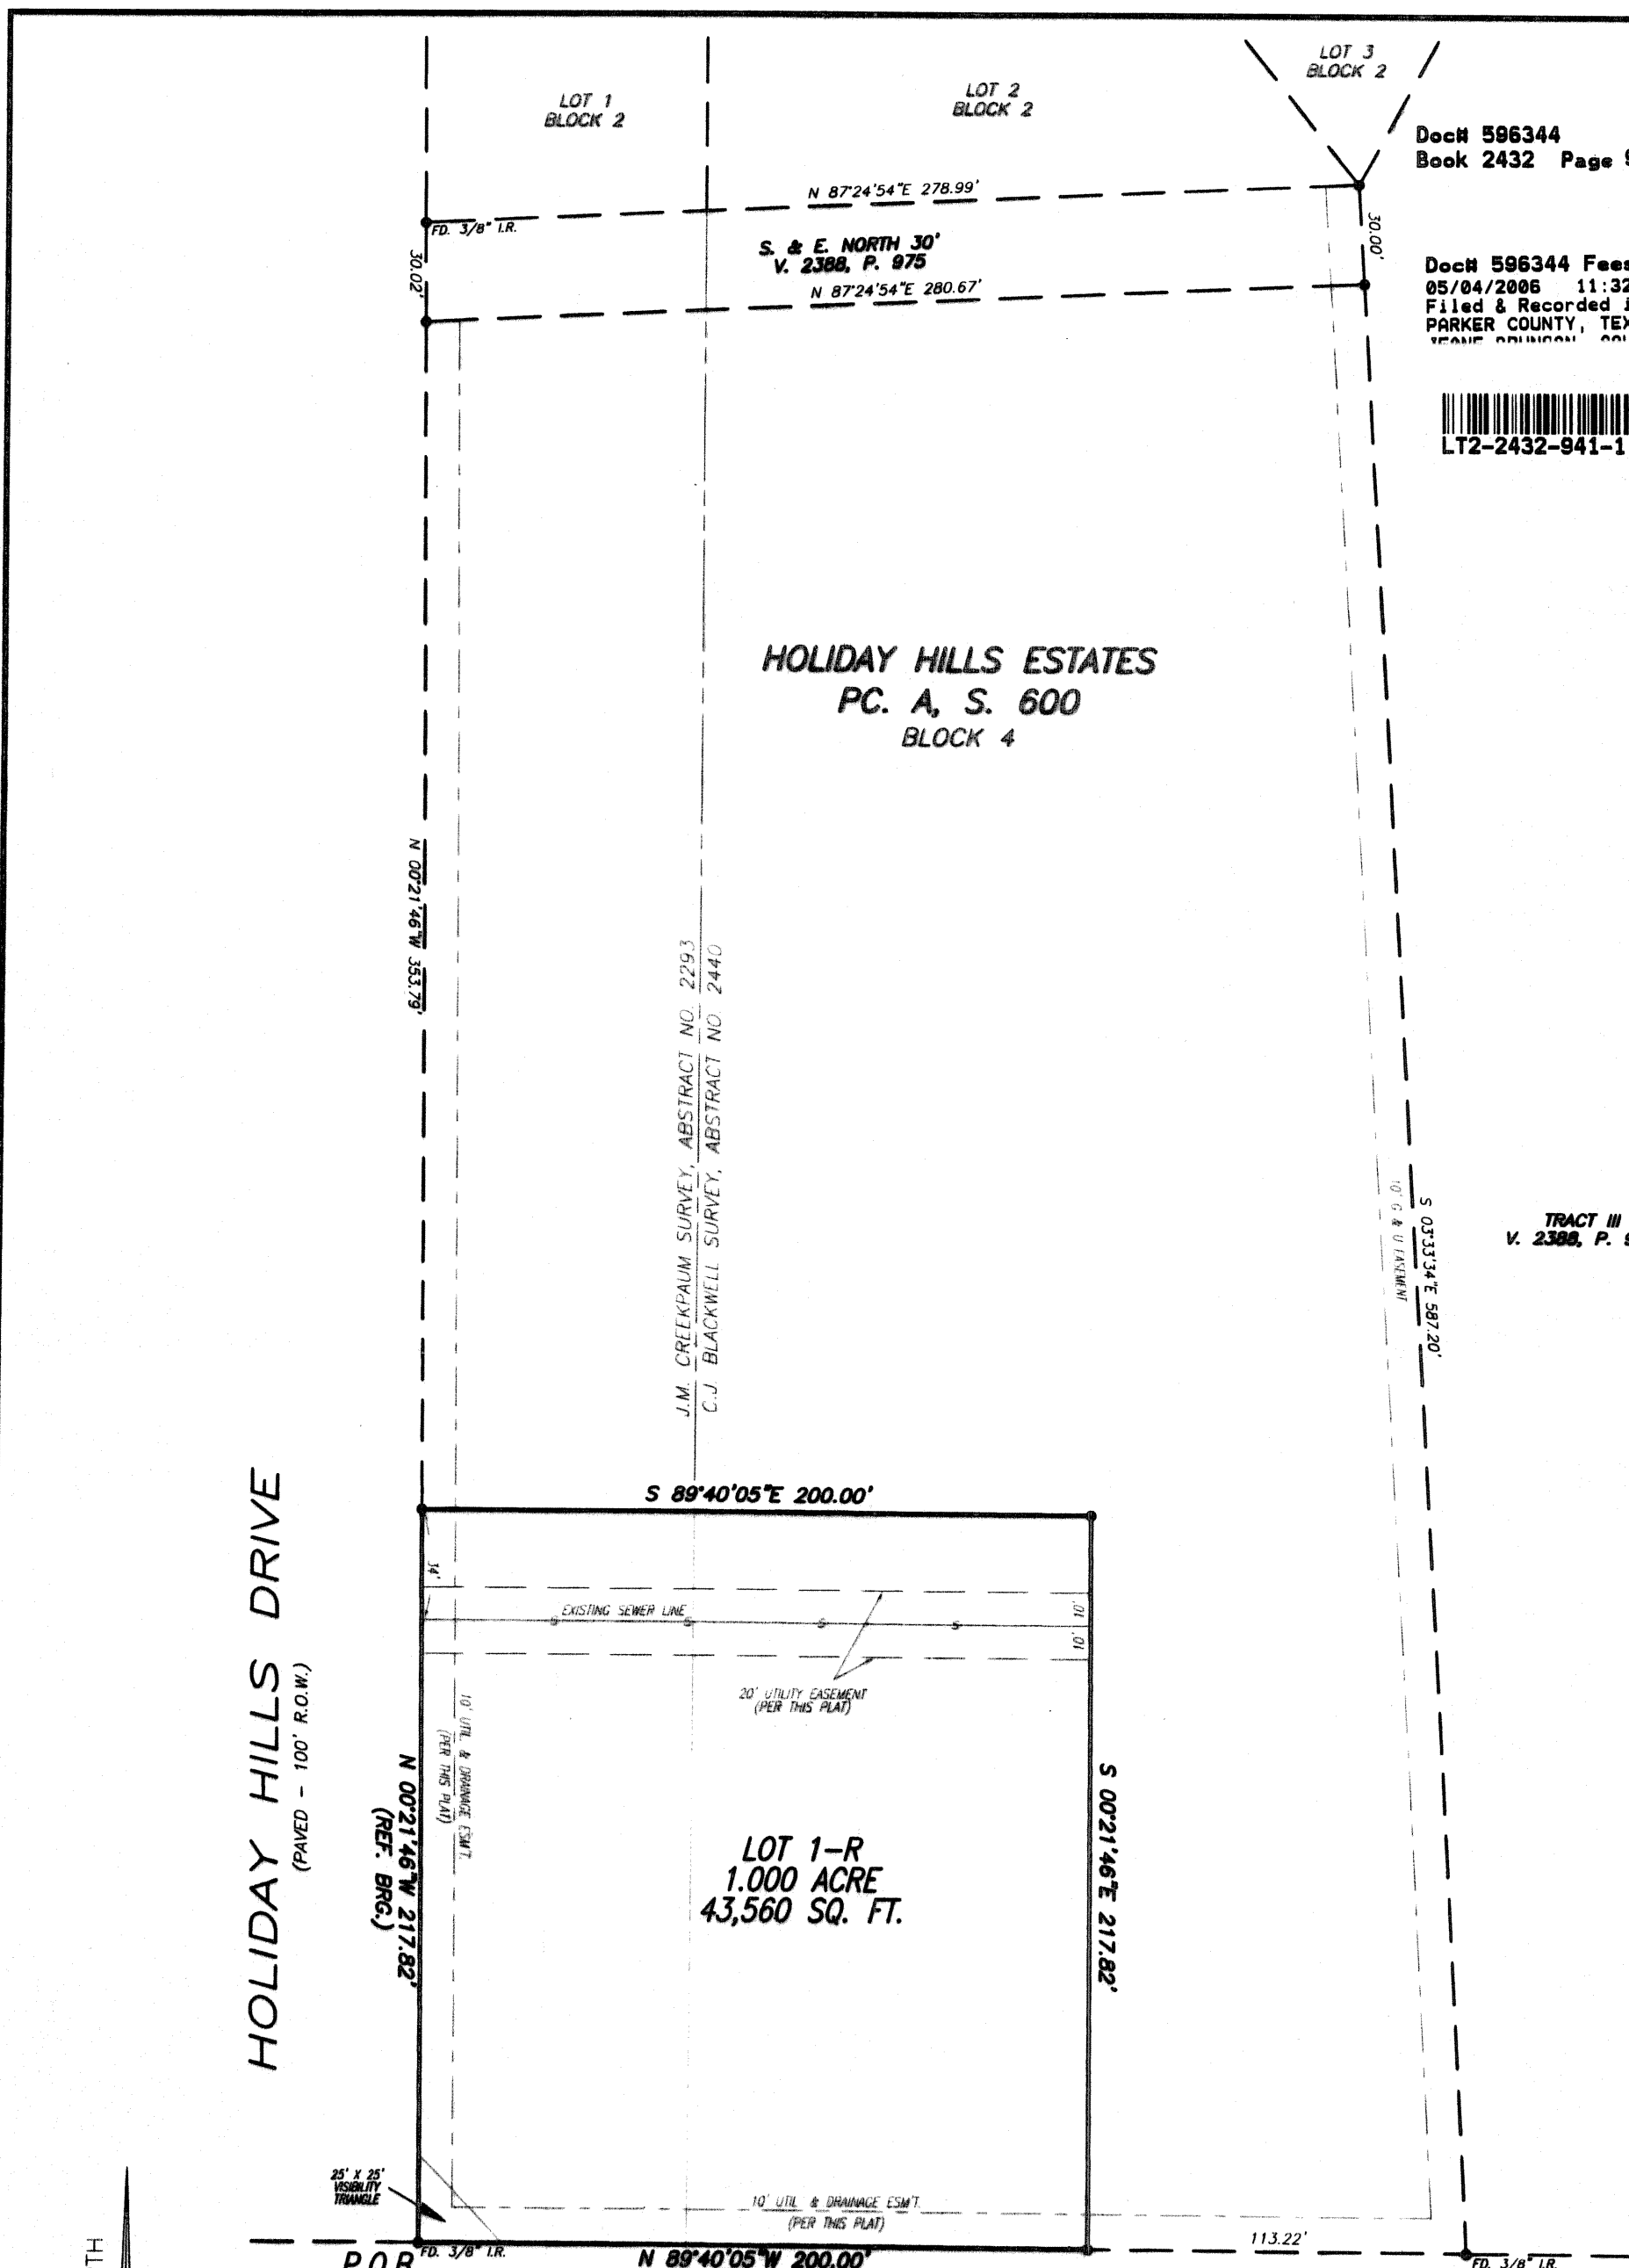 LOT 1
BLOCK 2
LOT 2
BLOCK 2
LOT 3
BLOCK 2
Doc# 596344
Book 2432 Page
N 87°24'54"E 278.99'
FD. 3/8" I.R.
30.02'
30.00'
S. & E. NORTH 30'
V. 2388, P. 975
N 87°24'54"E 280.67'
Doc# 596344 Fees
05/04/2006 11:32
Filed & Recorded
PARKER COUNTY, TEX
LT2-2432-941-1
HOLIDAY HILLS ESTATES
PC. A, S. 600
BLOCK 4
N 00°21'46"W 353.79'
J.M. CREEKPAUM SURVEY, ABSTRACT NO. 2293
C.J. BLACKWELL SURVEY, ABSTRACT NO. 2440
10' G & U EASEMENT
S 03°33'34"E 587.20'
TRACT III
V. 2388, P.
S 89°40'05"E 200.00'
34'
EXISTING SEWER LINE
S S S S
10'
10'
20' UTILITY EASEMENT
(PER THIS PLAT)
HOLIDAY HILLS DRIVE
(PAVED - 100' R.O.W.)
N 00°21'46"W 217.82'
(REF. BRG.)
10' UTIL & DRAINAGE ESM'T.
(PER THIS PLAT)
LOT 1-R
1.000 ACRE
43,560 SQ. FT.
S 00°21'46"E 217.82'
25' X 25'
VISIBILITY
TRIANGLE
10' UTIL & DRAINAGE ESM'T.
(PER THIS PLAT)
113.22'
TH
P.O.B.
FD. 3/8" I.R.
N 89°40'05"W 200.00'
FD. 3/8" I.R.